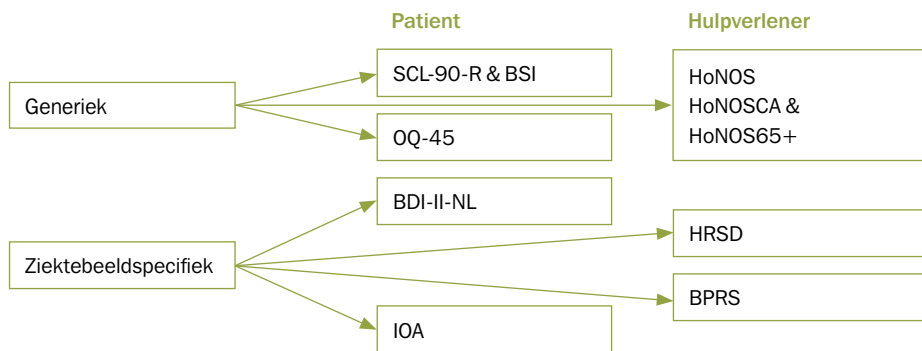 Patient
Hulpverlener
Generiek
SCL-90-R & BSI
OQ-45
HoNOS
HoNOSCA &
HoNOS65+
Ziektebeeldspecifiek
BDI-II-NL
IOA
HRSD
BPRS